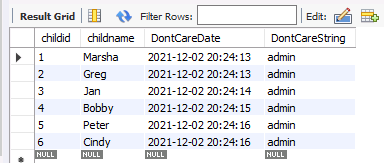 Result Grid Filter Rows: Edit:
childid childname DontCareDate DontCareString
1 Marsha 2021-12-02 20:24:13 admin
2 Greg 2021-12-02 20:24:13 admin
3 Jan 2021-12-02 20:24:14 admin
4 Bobby 2021-12-02 20:24:15 admin
5 Peter 2021-12-02 20:24:16 admin
6 Cindy 2021-12-02 20:24:16 admin
NULL NULL NULL NULL